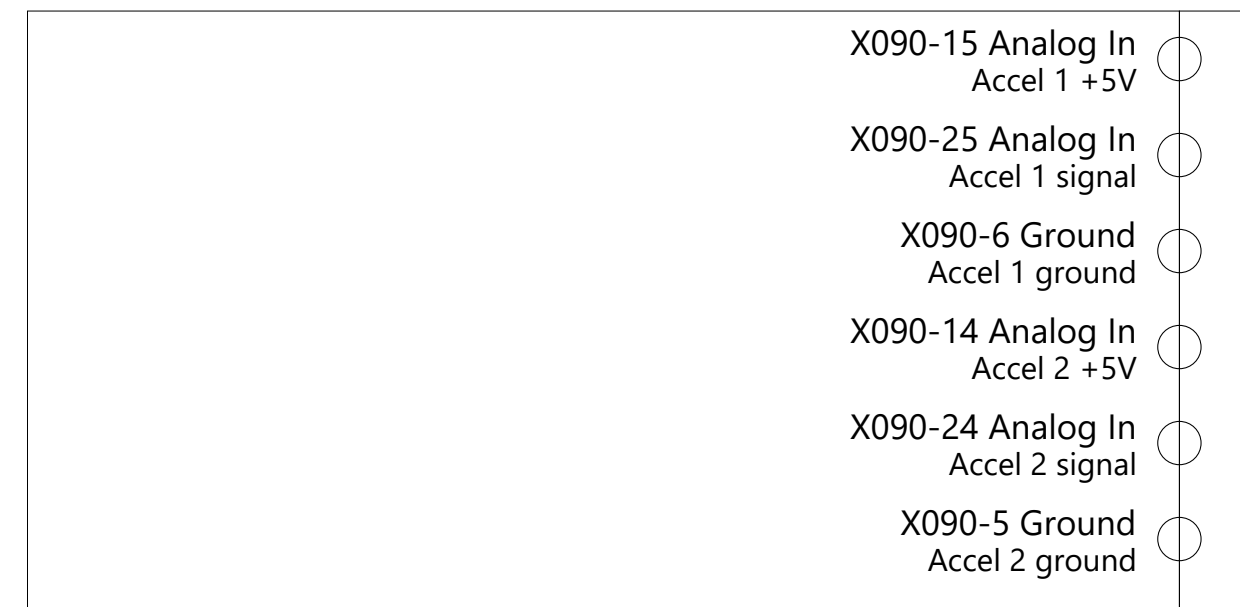 X090-15 Analog In
Accel 1 +5V
X090-25 Analog In
Accel 1 signal
X090-6 Ground
Accel 1 ground
X090-14 Analog In
Accel 2 +5V
X090-24 Analog In
Accel 2 signal
X090-5 Ground
Accel 2 ground